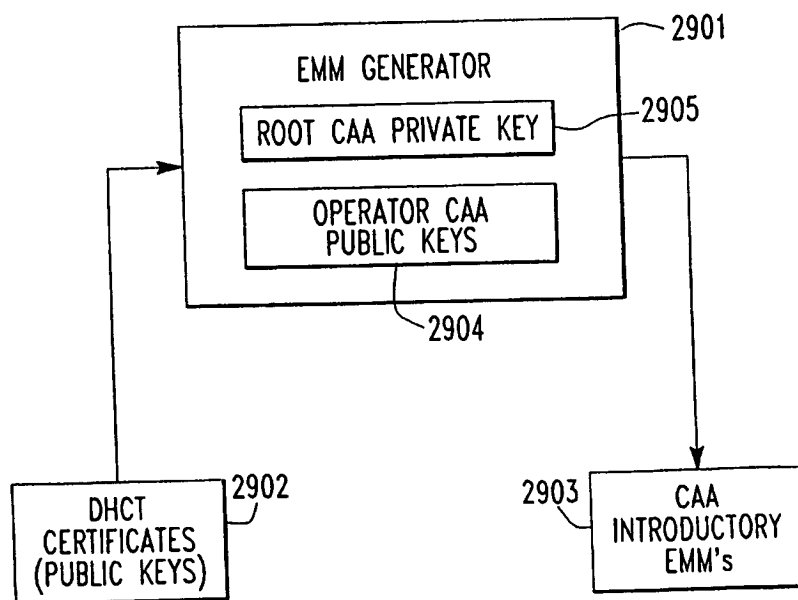 2901
EMM GENERATOR
ROOT CAA PRIVATE KEY
2905
OPERATOR CAA
PUBLIC KEYS
2904
DHCT
CERTIFICATES
(PUBLIC KEYS)
2902
2903
CAA
INTRODUCTORY
EMM's